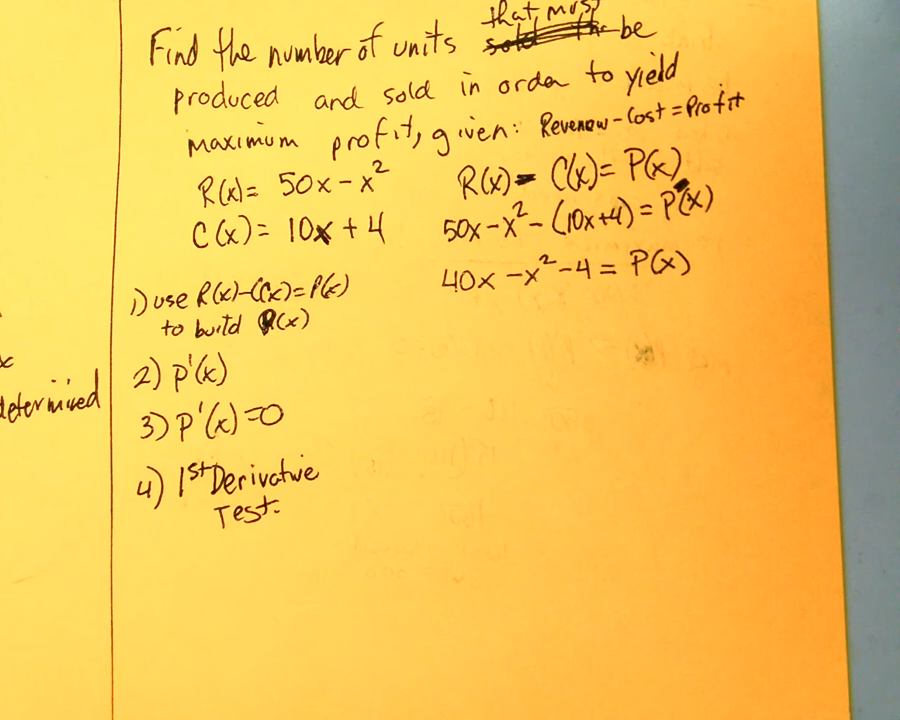 Find the number of units that must be
produced and sold in order to yield
maximum profit, given: Revenew - Cost = Profit
R(x) = 50x - x²
C(x) = 10x + 4
R(x) - C(x) = P(x)
50x - x² - (10x+4) = P(x)
40x - x² - 4 = P(x)
1) use R(x)-C(x)=P(x)
to build P(x)
2) P'(x)
3) P'(x)=0
4) 1st Derivative
Test.
determined